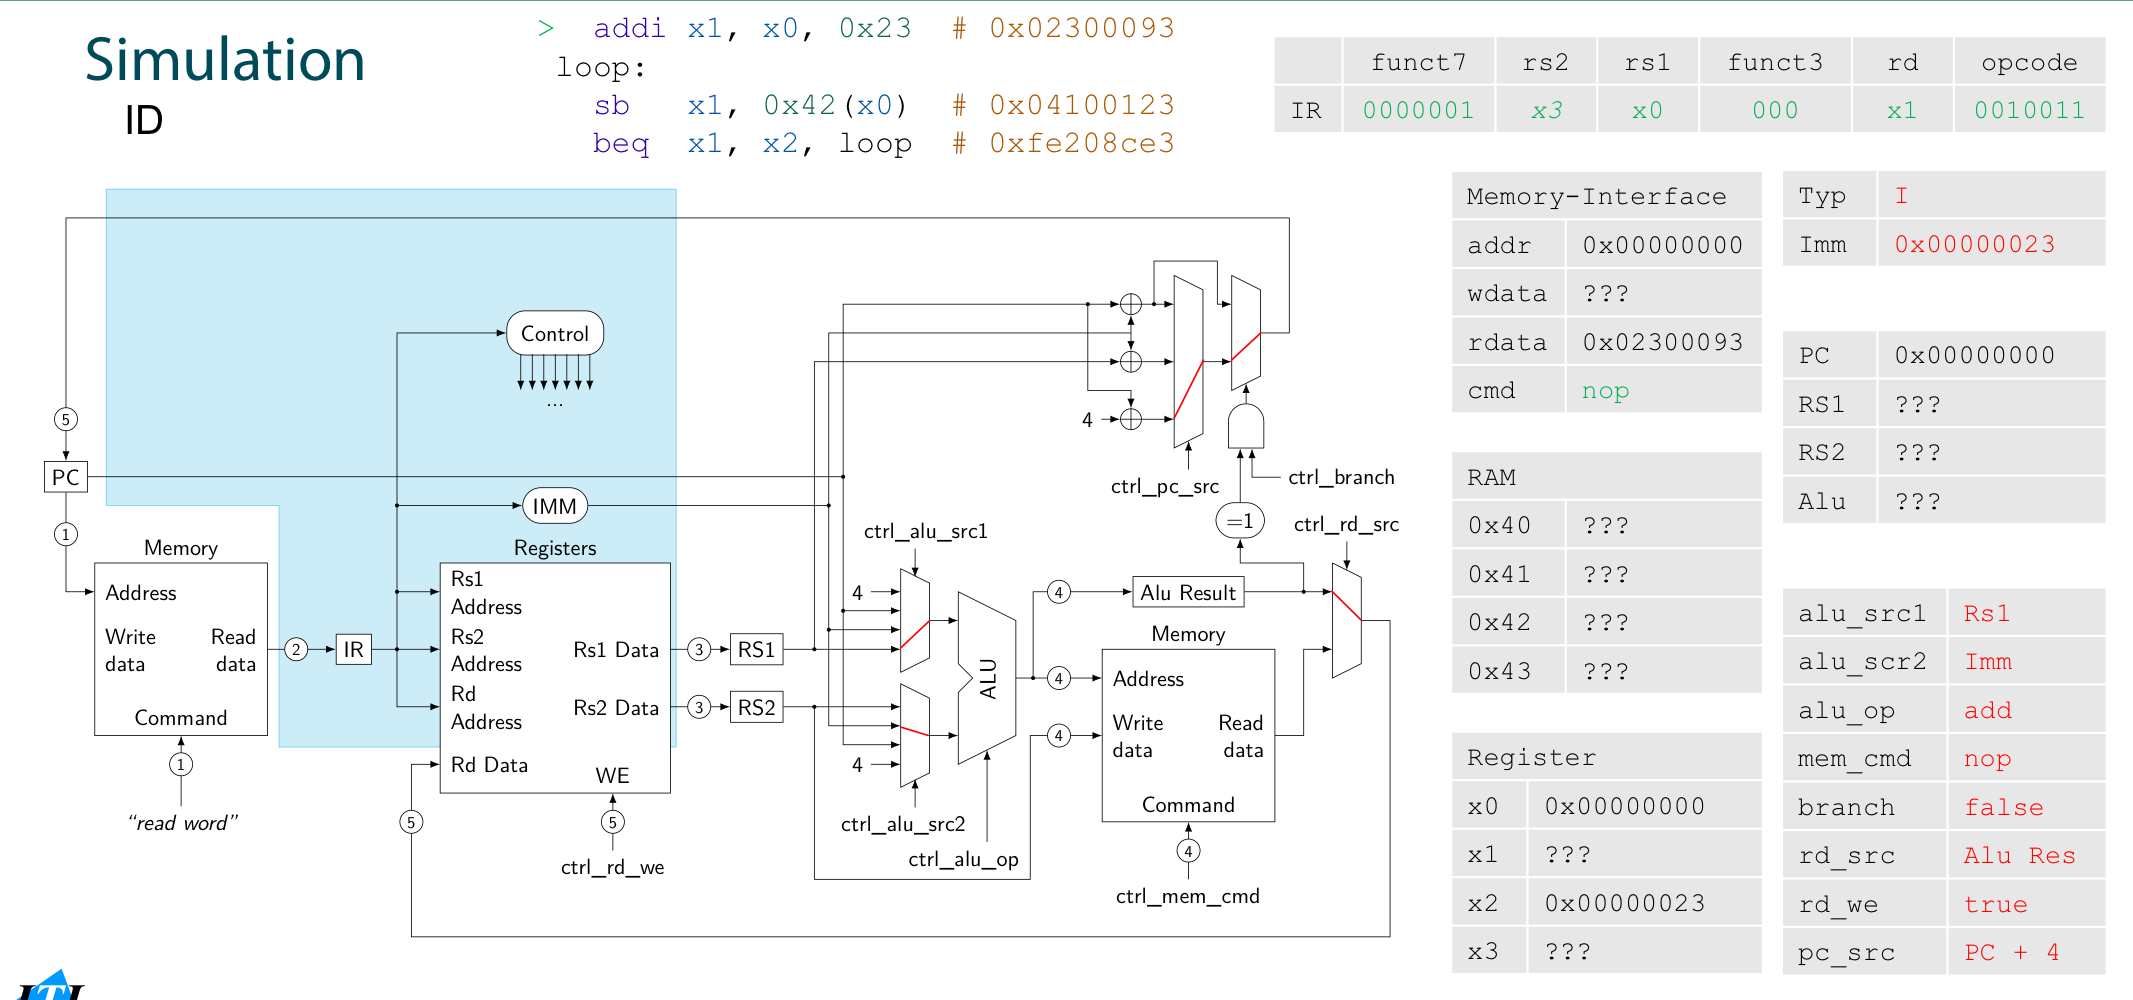 Simulation
ID
> addi x1, x0, 0x23 # 0x02300093
loop:
sb x1, 0x42(x0) # 0x04100123
beq x1, x2, loop # 0xfe208ce3
funct7 rs2 rs1 funct3 rd opcode
IR 0000001 x3 x0 000 x1 0010011
Memory-Interface
addr 0x00000000
wdata ???
rdata 0x02300093
cmd nop
Typ I
Imm 0x00000023
PC 0x00000000
RS1 ???
RS2 ???
Alu ???
RAM
0x40 ???
0x41 ???
0x42 ???
0x43 ???
Register
x0 0x00000000
x1 ???
x2 0x00000023
x3 ???
alu_src1 Rs1
alu_scr2 Imm
alu_op add
mem_cmd nop
branch false
rd_src Alu Res
rd_we true
pc_src PC + 4
Control
...
5
PC
1
IMM
Memory
Address
Write data
Read data
Command
1
"read word"
2
IR
Registers
Rs1 Address
Rs2 Address
Rd Address
Rd Data
Rs1 Data
Rs2 Data
WE
5
5
ctrl_rd_we
3
RS1
3
RS2
ctrl_alu_src1
4
4
ctrl_alu_src2
ALU
ctrl_alu_op
4
ctrl_pc_src
ctrl_branch
=1
ctrl_rd_src
4
Alu Result
4
4
Memory
Address
Write data
Read data
Command
4
ctrl_mem_cmd
ITI